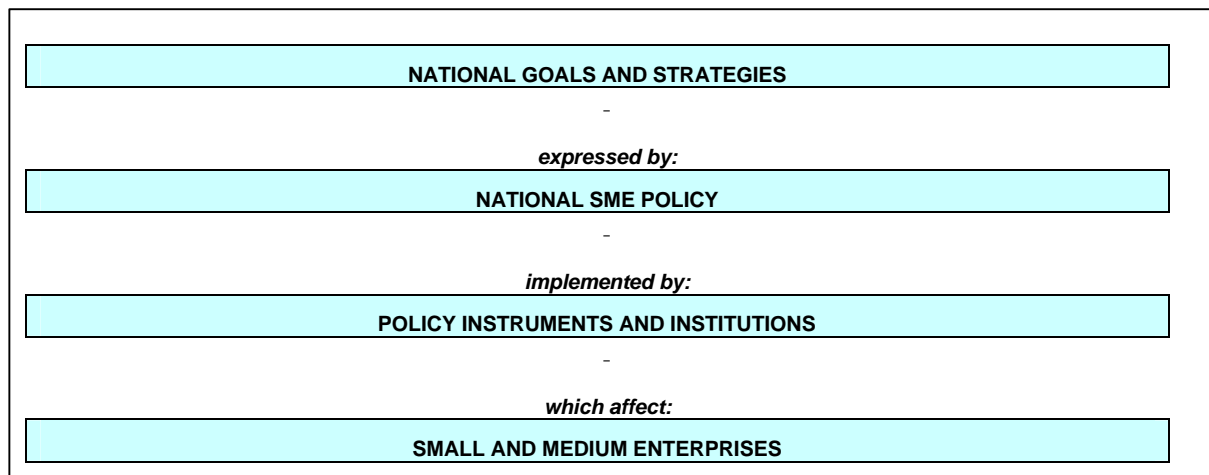 NATIONAL GOALS AND STRATEGIES
-
expressed by:
NATIONAL SME POLICY
-
implemented by:
POLICY INSTRUMENTS AND INSTITUTIONS
-
which affect:
SMALL AND MEDIUM ENTERPRISES